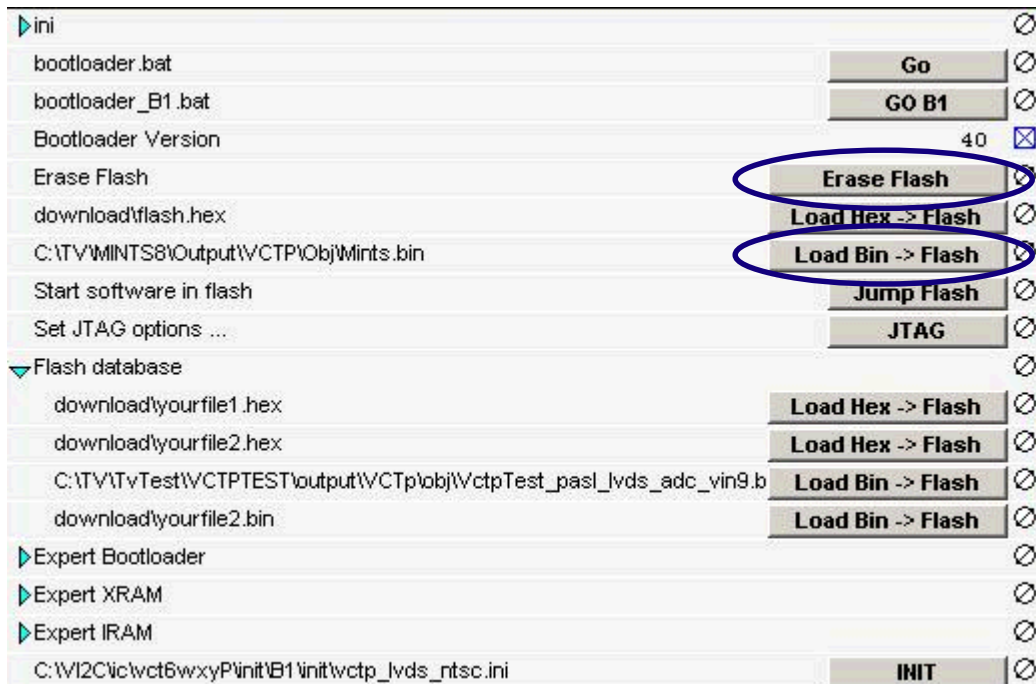 ini
bootloader.bat Go
bootloader_B1.bat GO B1
Bootloader Version 40
Erase Flash Erase Flash
download\flash.hex Load Hex -> Flash
C:\TV\MINTS8\Output\VCTP\Obj\Mints.bin Load Bin -> Flash
Start software in flash Jump Flash
Set JTAG options ... JTAG
Flash database
download\yourfile1.hex Load Hex -> Flash
download\yourfile2.hex Load Hex -> Flash
C:\TV\TvTest\VCTPTEST\output\VCTp\obj\VctpTest_pasl_lvds_adc_vin9.b Load Bin -> Flash
download\yourfile2.bin Load Bin -> Flash
Expert Bootloader
Expert XRAM
Expert IRAM
C:\VI2C\ic\vct6wxyP\init\B1\init\vctp_lvds_ntsc.ini INIT